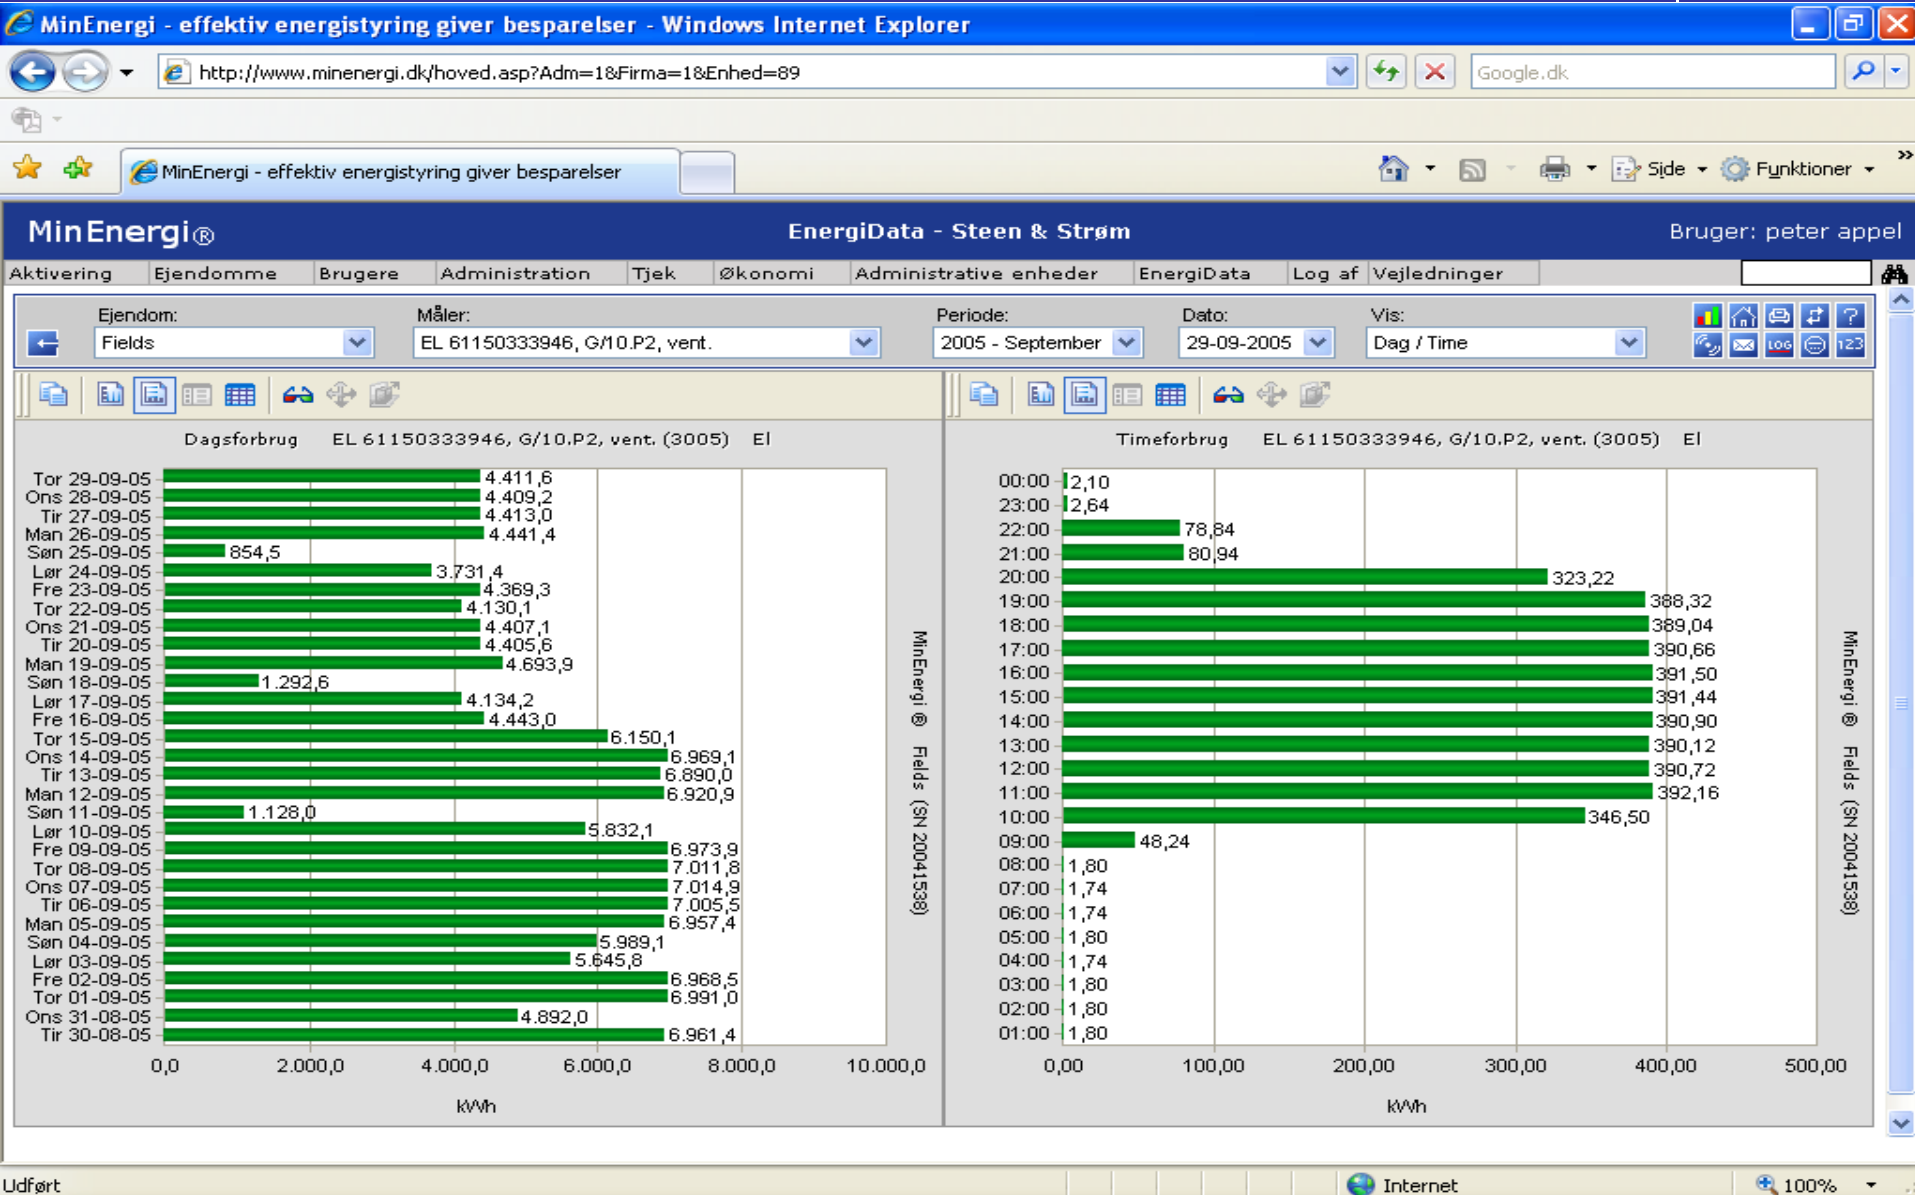 MinEnergi - effektiv energistyring giver besparelser - Windows Internet Explorer
http://www.minenergi.dk/hoved.asp?Adm=1&Firma=1&Enhed=89
Google.dk
MinEnergi - effektiv energistyring giver besparelser
Side
Funktioner
»
MinEnergi®
EnergiData - Steen & Strøm
Bruger: peter appel
Aktivering Ejendomme Brugere Administration Tjek Økonomi Administrative enheder EnergiData Log af Vejledninger
Ejendom: Måler: Periode: Dato: Vis:
Fields EL 61150333946, G/10.P2, vent. 2005 - September 29-09-2005 Dag / Time
?
LOG 123
Dagsforbrug EL 61150333946, G/10.P2, vent. (3005) El
Tor 29-09-05 4.411,6
Ons 28-09-05 4.409,2
Tir 27-09-05 4.413,0
Man 26-09-05 4.441,4
Søn 25-09-05 854,5
Lør 24-09-05 3.731,4
Fre 23-09-05 4.369,3
Tor 22-09-05 4.130,1
Ons 21-09-05 4.407,1
Tir 20-09-05 4.405,6
Man 19-09-05 4.693,9
Søn 18-09-05 1.292,6
Lør 17-09-05 4.134,2
Fre 16-09-05 4.443,0
Tor 15-09-05 6.150,1
Ons 14-09-05 6.969,1
Tir 13-09-05 6.890,0
Man 12-09-05 6.920,9
Søn 11-09-05 1.128,0
Lør 10-09-05 5.832,1
Fre 09-09-05 6.973,9
Tor 08-09-05 7.011,8
Ons 07-09-05 7.014,9
Tir 06-09-05 7.005,5
Man 05-09-05 6.957,4
Søn 04-09-05 5.989,1
Lør 03-09-05 5.645,8
Fre 02-09-05 6.968,5
Tor 01-09-05 6.991,0
Ons 31-08-05 4.892,0
Tir 30-08-05 6.961,4
0,0 2.000,0 4.000,0 6.000,0 8.000,0 10.000,0
kWh
MinEnergi ® Fields (SN 20041538)
Timeforbrug EL 61150333946, G/10.P2, vent. (3005) El
00:00 2,10
23:00 2,64
22:00 78,84
21:00 80,94
20:00 323,22
19:00 388,32
18:00 389,04
17:00 390,66
16:00 391,50
15:00 391,44
14:00 390,90
13:00 390,12
12:00 390,72
11:00 392,16
10:00 346,50
09:00 48,24
08:00 1,80
07:00 1,74
06:00 1,74
05:00 1,80
04:00 1,74
03:00 1,80
02:00 1,80
01:00 1,80
0,00 100,00 200,00 300,00 400,00 500,00
kWh
MinEnergi ® Fields (SN 20041538)
Udført
Internet
100%